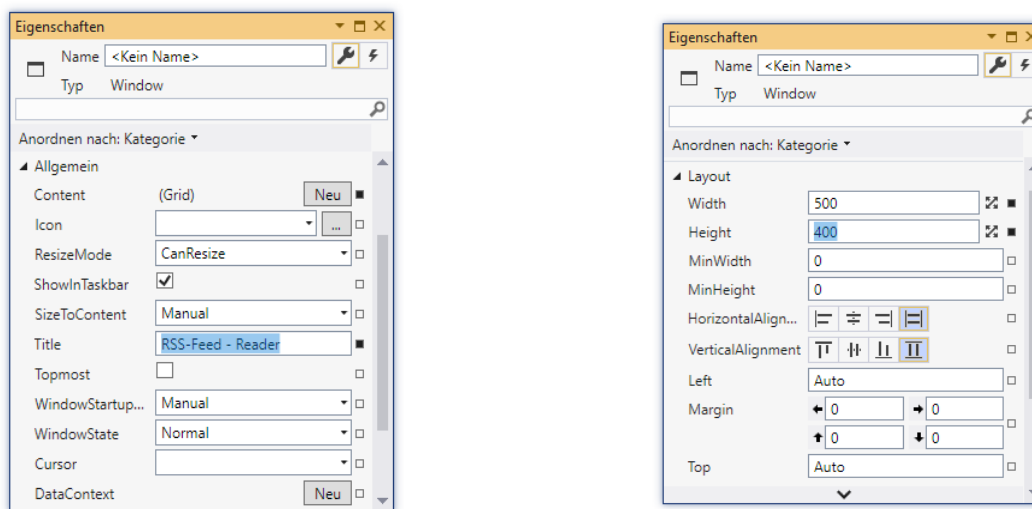 Eigenschaften
Name <Kein Name>
Typ Window
Anordnen nach: Kategorie
Allgemein
Content (Grid) Neu
Icon ...
ResizeMode CanResize
ShowInTaskbar
SizeToContent Manual
Title RSS-Feed - Reader
Topmost
WindowStartup... Manual
WindowState Normal
Cursor
DataContext Neu
Eigenschaften
Name <Kein Name>
Typ Window
Anordnen nach: Kategorie
Layout
Width 500
Height 400
MinWidth 0
MinHeight 0
HorizontalAlign...
VerticalAlignment
Left Auto
Margin 0 0
0 0
Top Auto